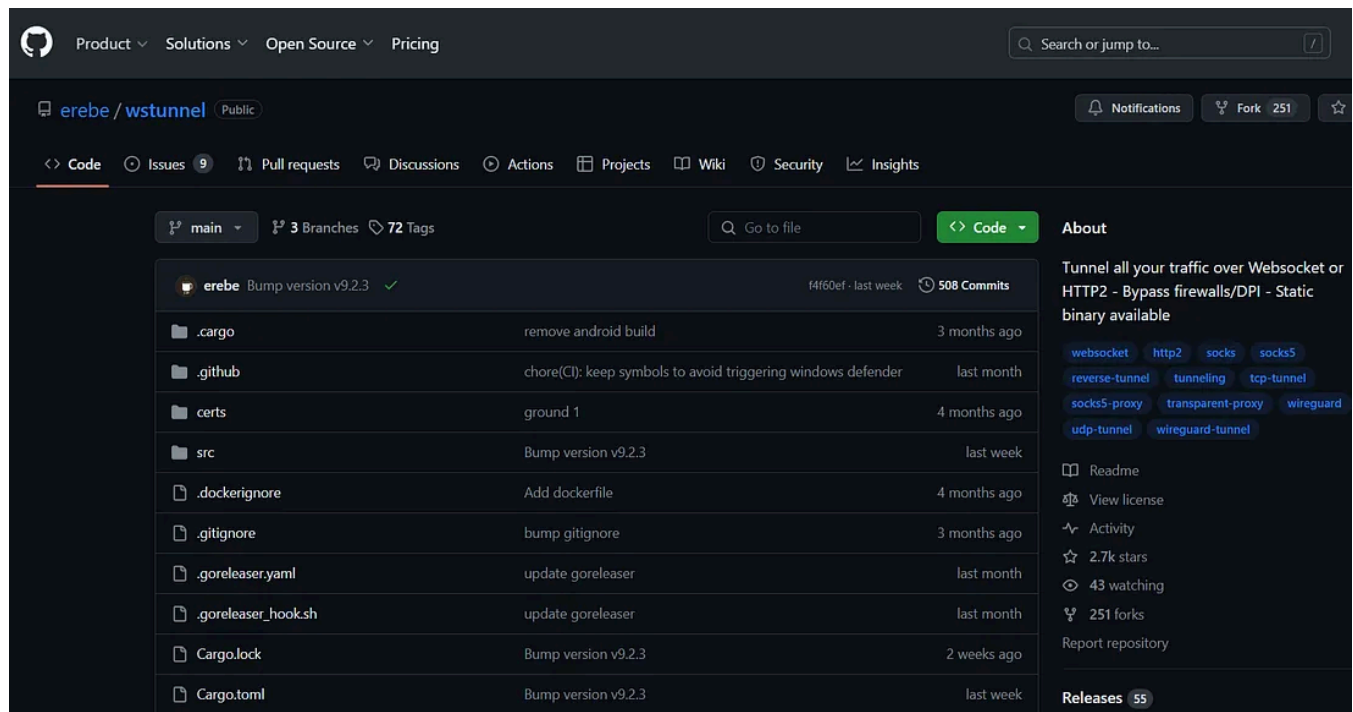 Product Solutions Open Source Pricing Search or jump to... /
erebe / wstunnel Public Notifications Fork 251
Code Issues 9 Pull requests Discussions Actions Projects Wiki Security Insights
main 3 Branches 72 Tags Go to file Code
erebe Bump version v9.2.3 f4f60ef · last week 508 Commits
.cargo remove android build 3 months ago
.github chore(CI): keep symbols to avoid triggering windows defender last month
certs ground 1 4 months ago
src Bump version v9.2.3 last week
.dockerignore Add dockerfile 4 months ago
.gitignore bump gitignore 3 months ago
.goreleaser.yaml update goreleaser last month
.goreleaser_hook.sh update goreleaser last month
Cargo.lock Bump version v9.2.3 2 weeks ago
Cargo.toml Bump version v9.2.3 last week
About
Tunnel all your traffic over Websocket or
HTTP2 - Bypass firewalls/DPI - Static
binary available
websocket http2 socks socks5
reverse-tunnel tunneling tcp-tunnel
socks5-proxy transparent-proxy wireguard
udp-tunnel wireguard-tunnel
Readme
View license
Activity
2.7k stars
43 watching
251 forks
Report repository
Releases 55